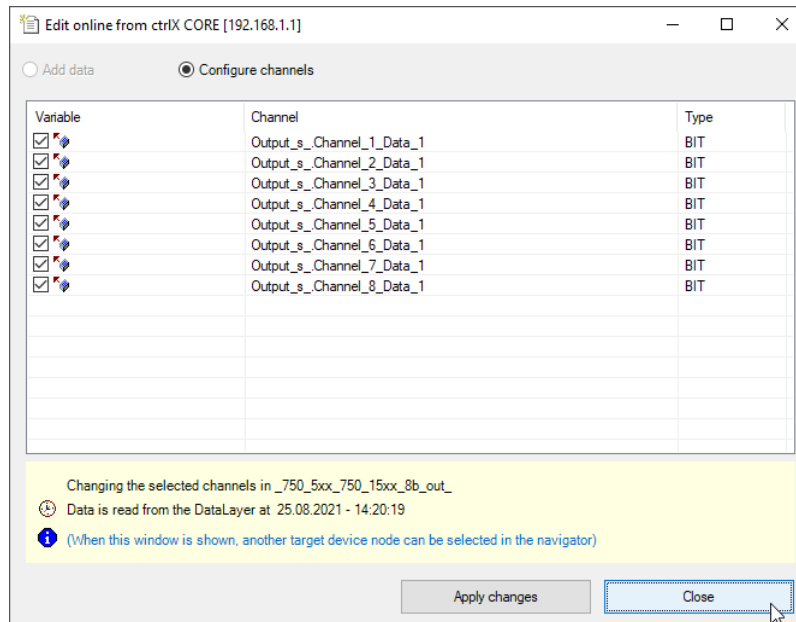 Edit online from ctrlX CORE [192.168.1.1]
Add data Configure channels
Variable Channel Type
Output_s_.Channel_1_Data_1 BIT
Output_s_.Channel_2_Data_1 BIT
Output_s_.Channel_3_Data_1 BIT
Output_s_.Channel_4_Data_1 BIT
Output_s_.Channel_5_Data_1 BIT
Output_s_.Channel_6_Data_1 BIT
Output_s_.Channel_7_Data_1 BIT
Output_s_.Channel_8_Data_1 BIT
Changing the selected channels in _750_5xx_750_15xx_8b_out_
Data is read from the DataLayer at 25.08.2021 - 14:20:19
(When this window is shown, another target device node can be selected in the navigator)
Apply changes Close